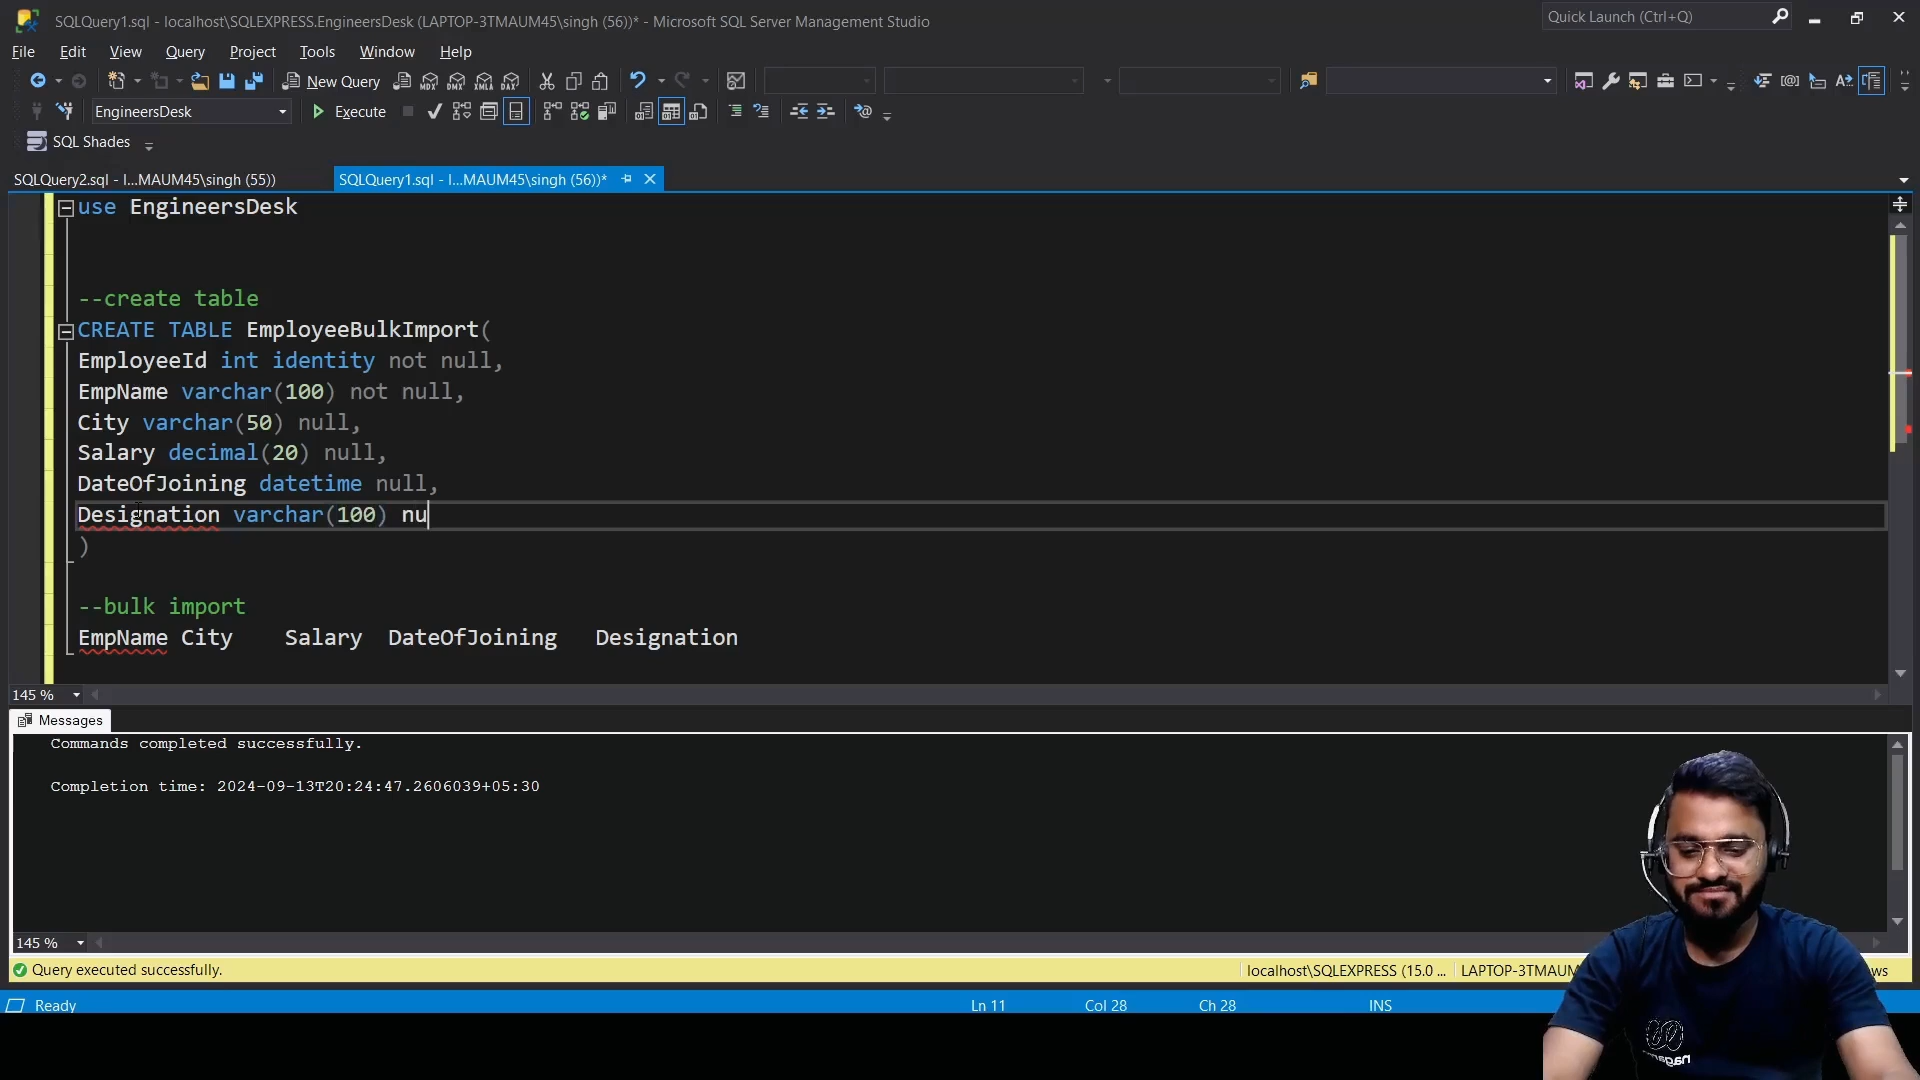 SQLQuery1.sql - localhost\SQLEXPRESS.EngineersDesk (LAPTOP-3TMAUM45\singh (56))* - Microsoft SQL Server Management Studio
Quick Launch (Ctrl+Q)
File Edit View Query Project Tools Window Help
New Query
EngineersDesk
Execute
SQL Shades
SQLQuery2.sql - l...MAUM45\singh (55))
SQLQuery1.sql - l...MAUM45\singh (56))*
use EngineersDesk
--create table
CREATE TABLE EmployeeBulkImport(
EmployeeId int identity not null,
EmpName varchar(100) not null,
City varchar(50) null,
Salary decimal(20) null,
DateOfJoining datetime null,
Designation varchar(100) nu
)
--bulk import
EmpName City Salary DateOfJoining Designation
145 %
Messages
Commands completed successfully.
Completion time: 2024-09-13T20:24:47.2606039+05:30
145 %
Query executed successfully.
localhost\SQLEXPRESS (15.0 ...
LAPTOP-3TMAUM
ws
Ready
Ln 11
Col 28
Ch 28
INS